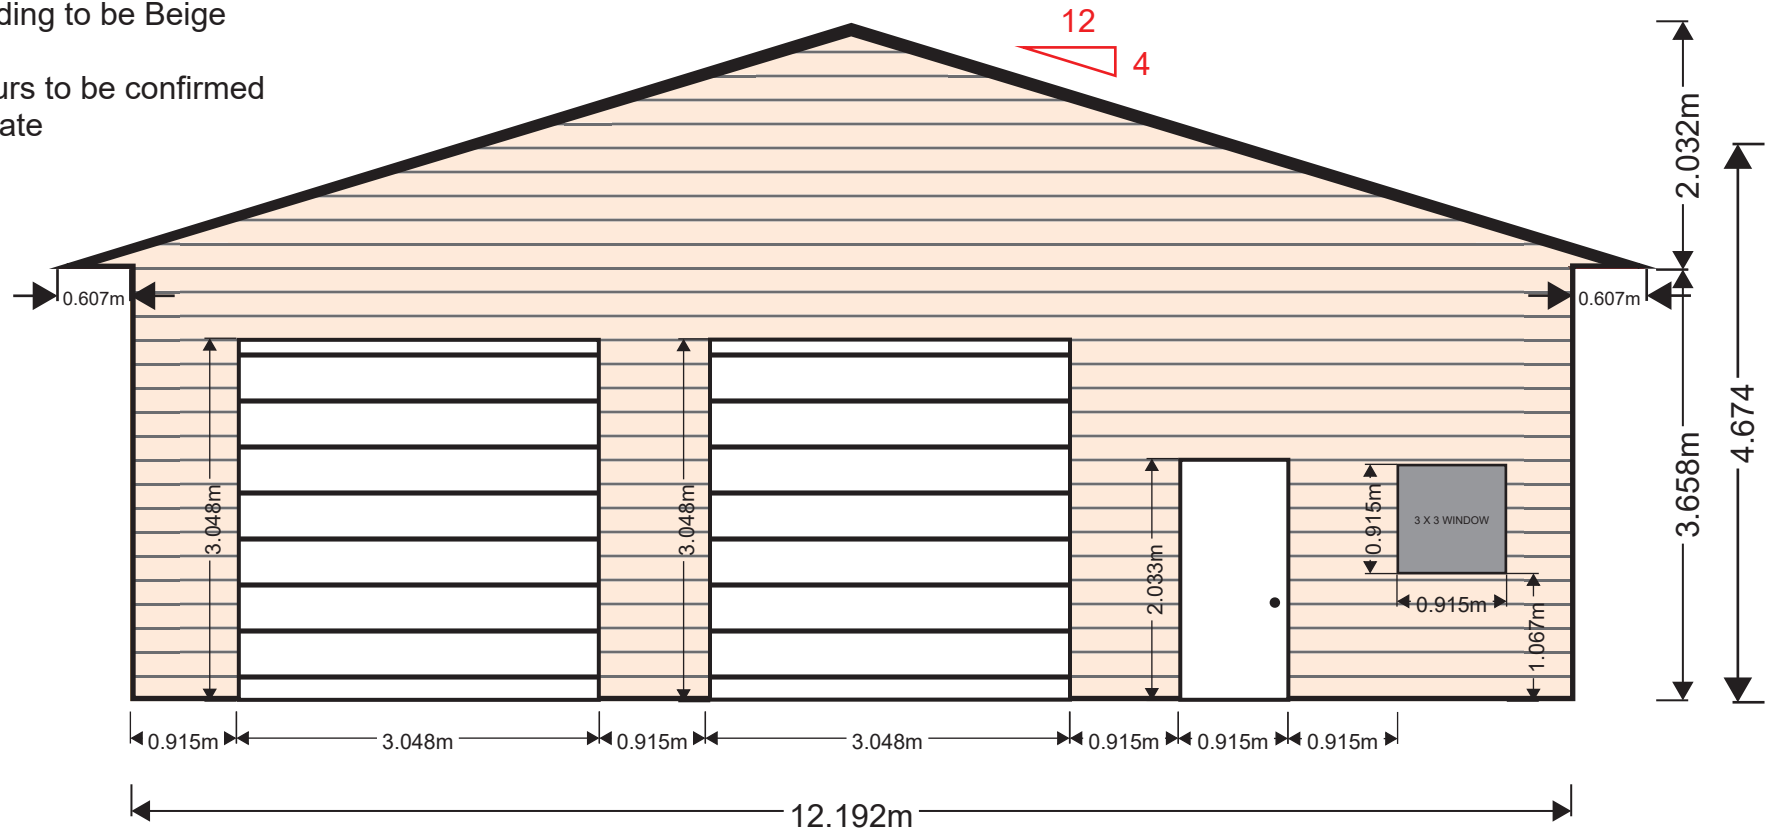 ding to be Beige
urs to be confirmed
ate
12
4
2.032m
4.674
3.658m
0.607m
0.607m
3.048m
3.048m
2.033m
0.915m
3 X 3 WINDOW
0.915m
1.067m
0.915m
3.048m
0.915m
3.048m
0.915m
0.915m
0.915m
12.192m